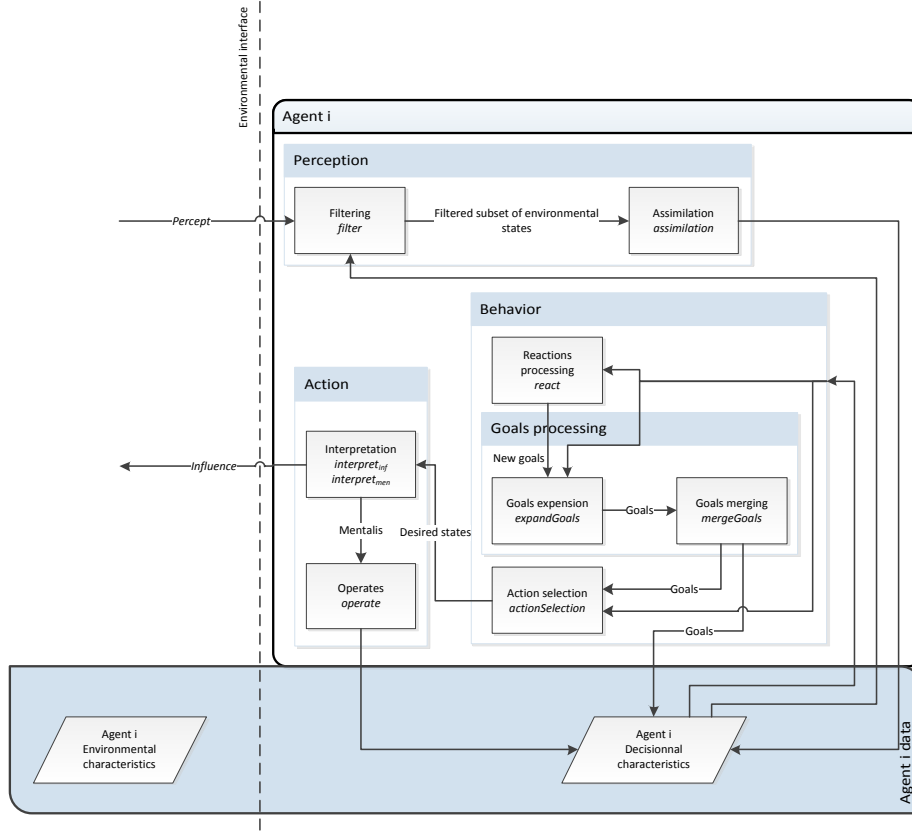 Environmental interface
Agent i
Perception
Percept
Filtering
filter
Filtered subset of environmental
states
Assimilation
assimilation
Behavior
Reactions
processing
react
Action
Goals processing
Interpretation
interpret_inf
interpret_men
Influence
New goals
Goals expension
expandGoals
Goals
Goals merging
mergeGoals
Mentalis
Desired states
Operates
operate
Action selection
actionSelection
Goals
Goals
Agent i
Environmental
characteristics
Agent i
Decisionnal
characteristics
Agent i data